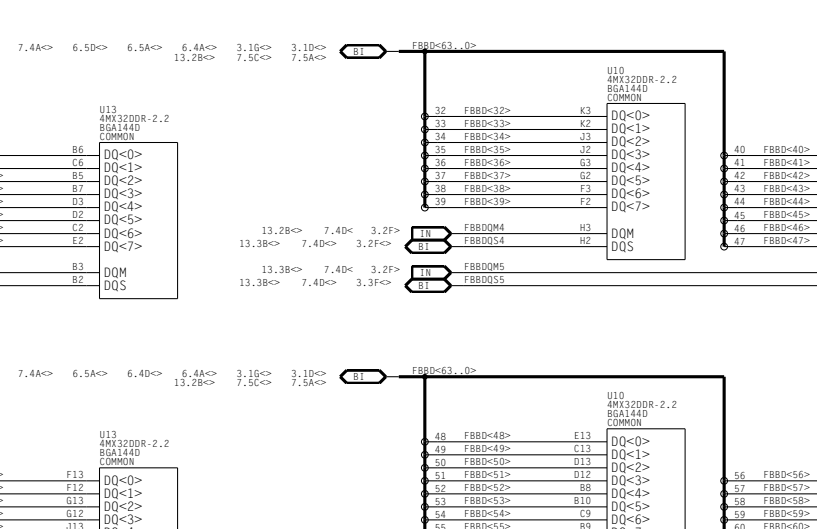 7.4A<> 6.5D<> 6.5A<> 6.4A<> 3.1G<> 3.1D<> BI FBBD<63..0>
13.2B<> 7.5C<> 7.5A<>
U10
4MX32DDR-2.2
BGA144D
COMMON
U13
4MX32DDR-2.2
BGA144D
COMMON
32 FBBD<32> K3 DQ<0>
33 FBBD<33> K2 DQ<1>
34 FBBD<34> J3 DQ<2>
35 FBBD<35> J2 DQ<3>
36 FBBD<36> G3 DQ<4>
37 FBBD<37> G2 DQ<5>
38 FBBD<38> F3 DQ<6>
39 FBBD<39> F2 DQ<7>
B6 DQ<0>
C6 DQ<1>
B5 DQ<2>
B7 DQ<3>
D3 DQ<4>
D2 DQ<5>
C2 DQ<6>
E2 DQ<7>
40 FBBD<40>
41 FBBD<41>
42 FBBD<42>
43 FBBD<43>
44 FBBD<44>
45 FBBD<45>
46 FBBD<46>
47 FBBD<47>
13.2B<> 7.4D< 3.2F> IN FBBDQM4 H3 DQM
13.3B<> 7.4D<> 3.2F<> BI FBBDQS4 H2 DQS
B3 DQM
B2 DQS
13.3B<> 7.4D< 3.2F> IN FBBDQM5
13.3B<> 7.4D<> 3.3F<> BI FBBDQS5
7.4A<> 6.5A<> 6.4D<> 6.4A<> 3.1G<> 3.1D<> BI FBBD<63..0>
13.2B<> 7.5C<> 7.5A<>
U10
4MX32DDR-2.2
BGA144D
COMMON
U13
4MX32DDR-2.2
BGA144D
COMMON
48 FBBD<48> E13 DQ<0>
49 FBBD<49> C13 DQ<1>
50 FBBD<50> D13 DQ<2>
51 FBBD<51> D12 DQ<3>
52 FBBD<52> B8 DQ<4>
53 FBBD<53> B10 DQ<5>
54 FBBD<54> C9 DQ<6>
55 FBBD<55> B9
F13 DQ<0>
F12 DQ<1>
G13 DQ<2>
G12 DQ<3>
J13
56 FBBD<56>
57 FBBD<57>
58 FBBD<58>
59 FBBD<59>
60 FBBD<60>